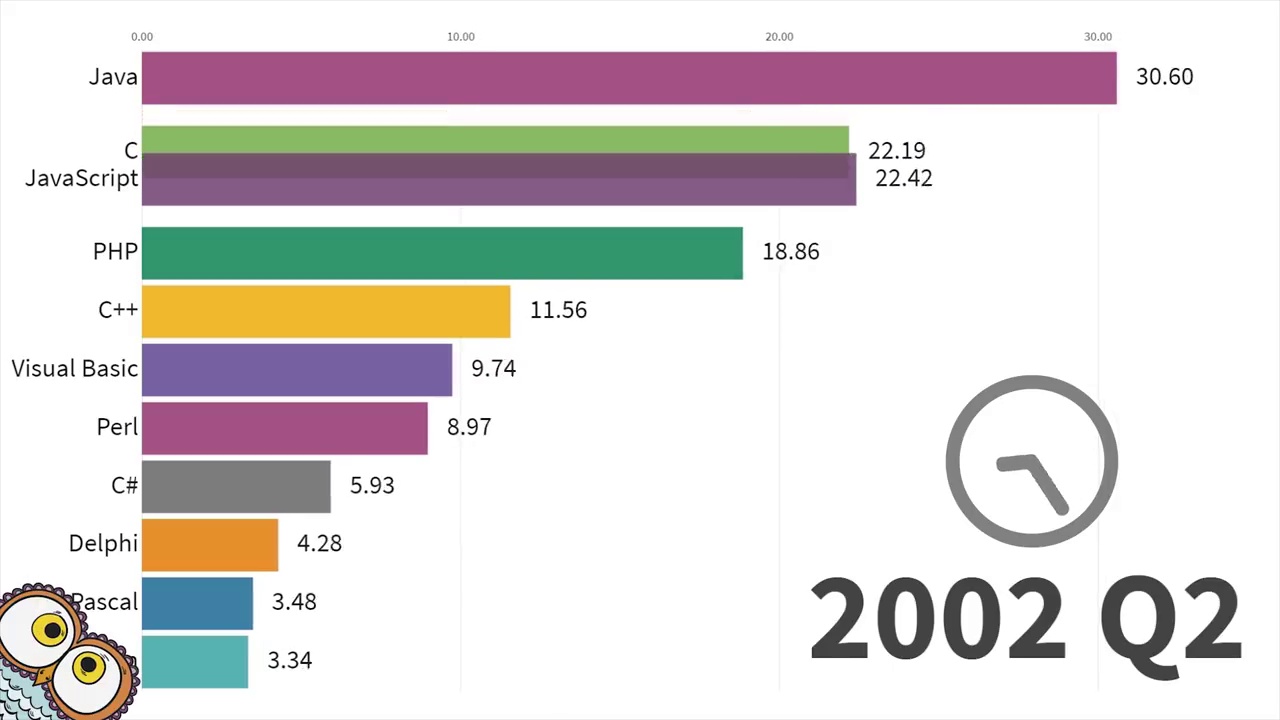 0.00 10.00 20.00 30.00
Java 30.60
C 22.19
JavaScript 22.42
PHP 18.86
C++ 11.56
Visual Basic 9.74
Perl 8.97
C# 5.93
Delphi 4.28
Pascal 3.48
3.34
2002 Q2